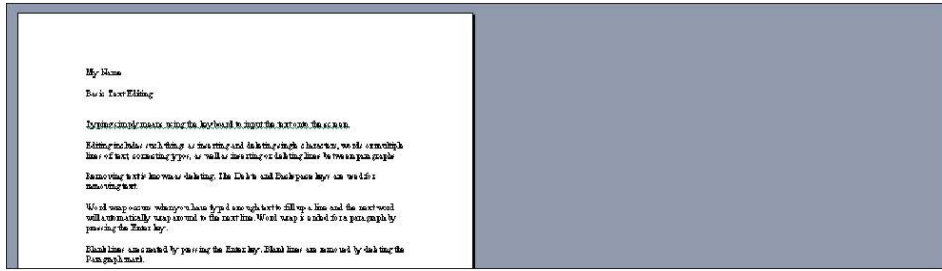 My Name
Basic Text Editing
Typing simply means using the keyboard to input the text onto the screen.
Editing includes such things as inserting and deleting single characters, words or multiple
lines of text, correcting typos, as well as inserting or deleting lines between paragraphs
Removing text is known as deleting. The Delete and Backspace keys are used for
removing text
Word wrap occurs when you have typed enough text to fill up a line and the next word
will automatically wrap around to the next line. Word wrap is ended for a paragraph by
pressing the Enter key.
Blank lines are created by pressing the Enter key. Blank lines are removed by deleting the
Paragraph mark.